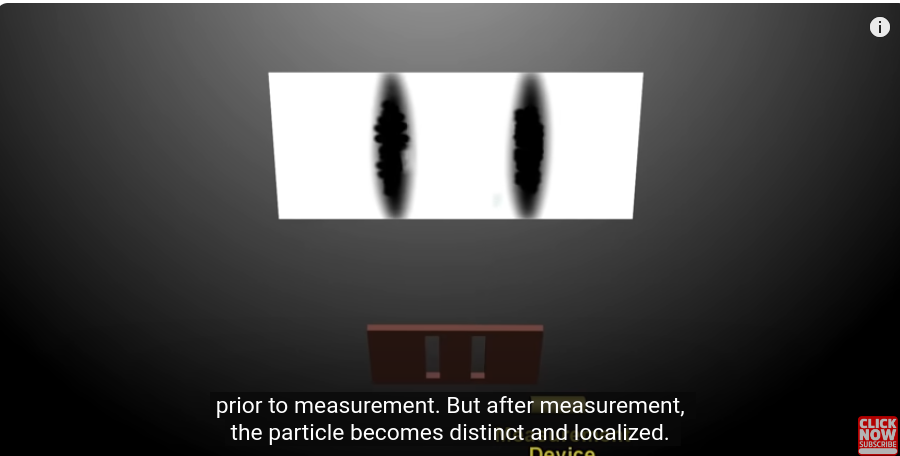 prior to measurement. But after measurement,
the particle becomes distinct and localized.
Device
CLICK
NOW
SUBSCRIBE